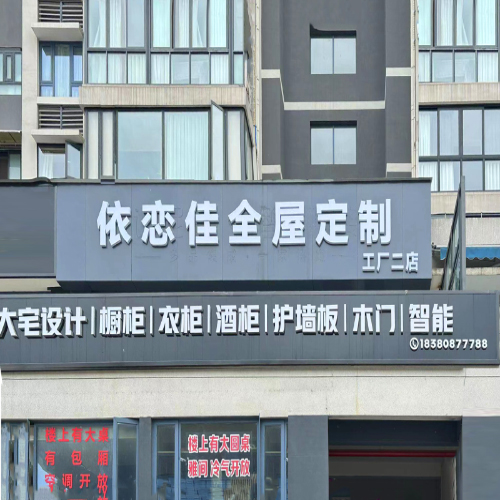 依恋佳全屋定制
工厂二店
大宅设计|橱柜|衣柜|酒柜|护墙板|木门|智能
18380877788
楼上有大桌
有包厢
空调开放
楼上有大圆桌
雅间冷气开放